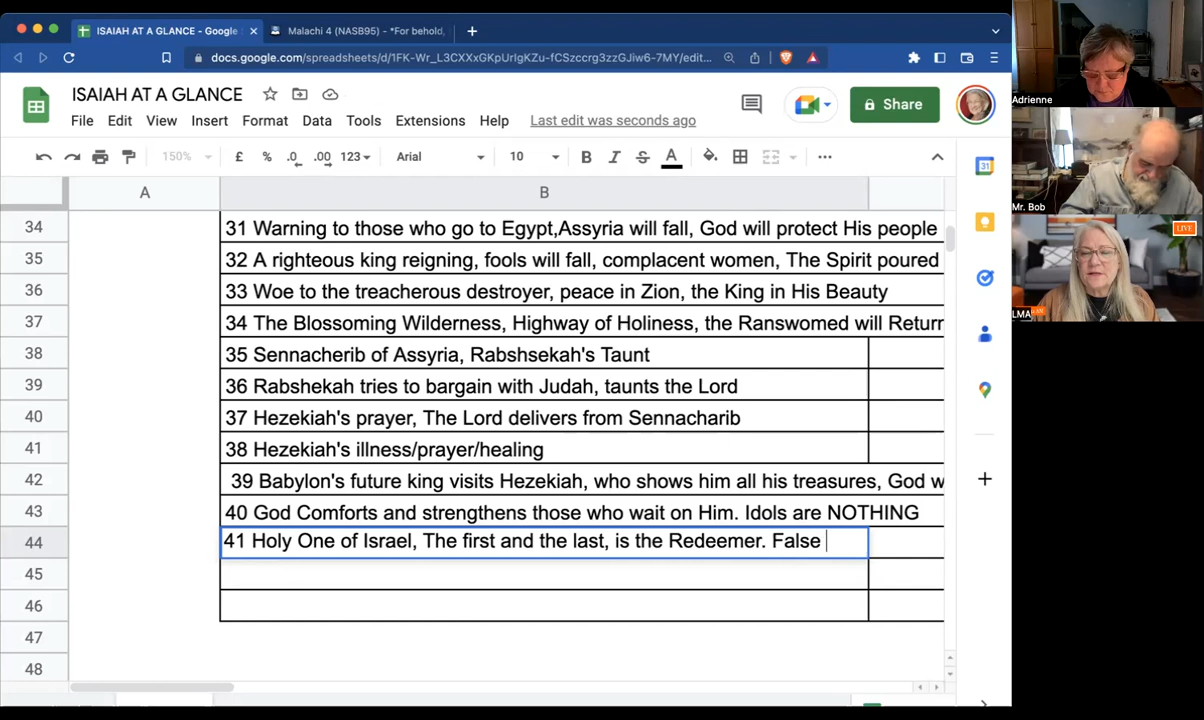 ISAIAH AT A GLANCE - Google
Malachi 4 (NASB95) - "For behold,
docs.google.com/spreadsheets/d/1FK-Wr_L3CXXxGKpUrIgKZu-fCSzccrg3zzGJiw6-7MY/edit...
ISAIAH AT A GLANCE
Share
File Edit View Insert Format Data Tools Extensions Help Last edit was seconds ago
150% £ % .0 .00 123 Arial 10 B I S A
A B
34 31 Warning to those who go to Egypt,Assyria will fall, God will protect His people
35 32 A righteous king reigning, fools will fall, complacent women, The Spirit poured
36 33 Woe to the treacherous destroyer, peace in Zion, the King in His Beauty
37 34 The Blossoming Wilderness, Highway of Holiness, the Ranswomed will Return
38 35 Sennacherib of Assyria, Rabshsekah's Taunt
39 36 Rabshekah tries to bargain with Judah, taunts the Lord
40 37 Hezekiah's prayer, The Lord delivers from Sennacharib
41 38 Hezekiah's illness/prayer/healing
42 39 Babylon's future king visits Hezekiah, who shows him all his treasures, God w
43 40 God Comforts and strengthens those who wait on Him. Idols are NOTHING
44 41 Holy One of Israel, The first and the last, is the Redeemer. False
45
46
47
48
31
Adrienne
Mr. Bob
LIVE
LMA